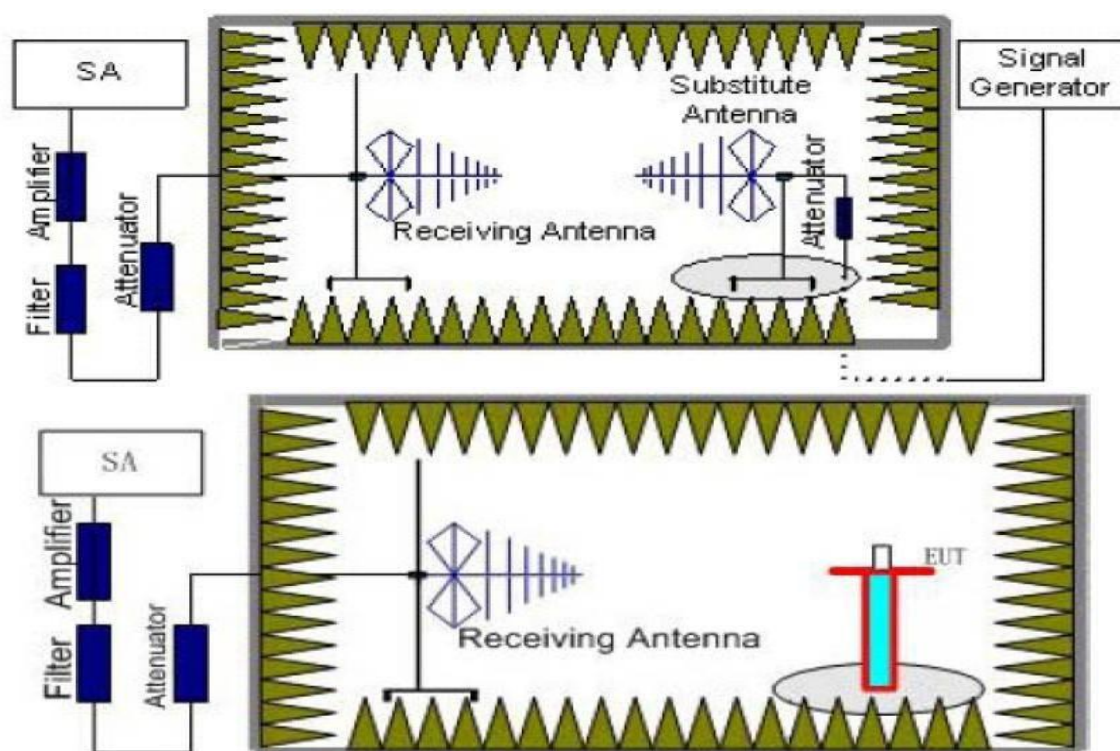 SA
Signal
Generator
Substitute
Antenna
Amplifier
Attenuator
Filter
Receiving Antenna
Attenuator
SA
Amplifier
EUT
Attenuator
Filter
Receiving Antenna